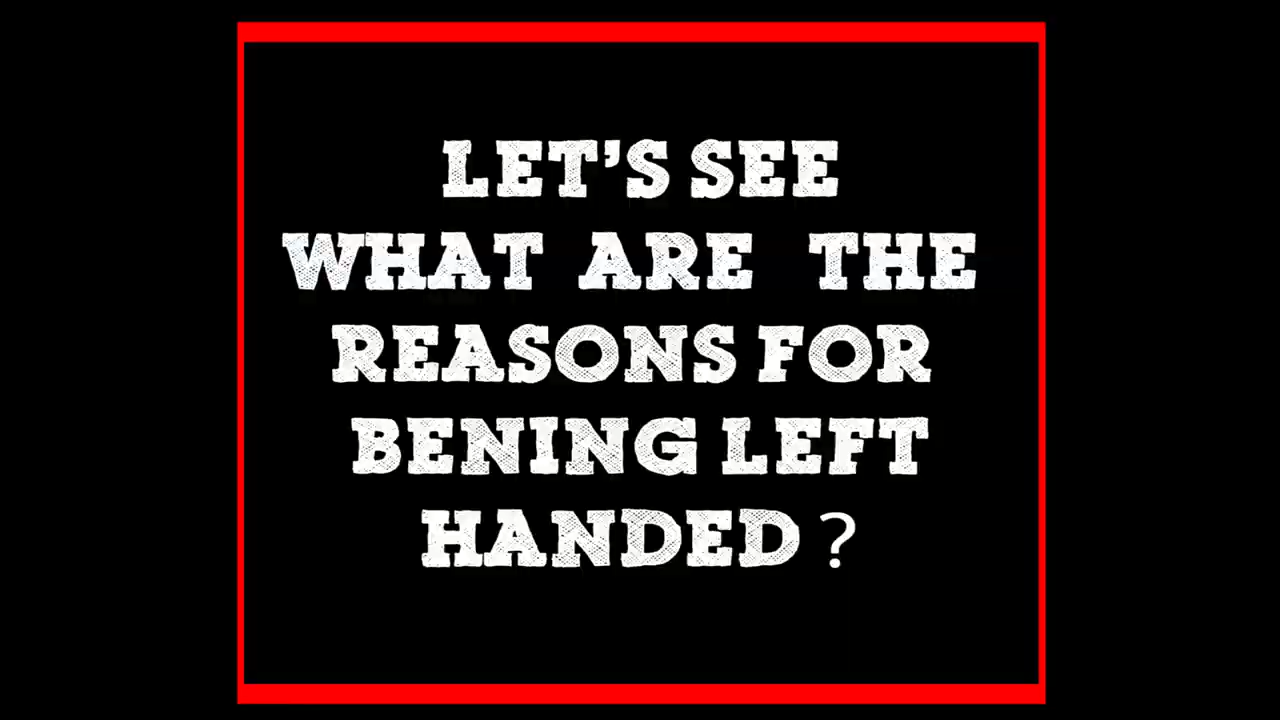 LET'S SEE
WHAT ARE THE
REASONS FOR
BENING LEFT
HANDED?